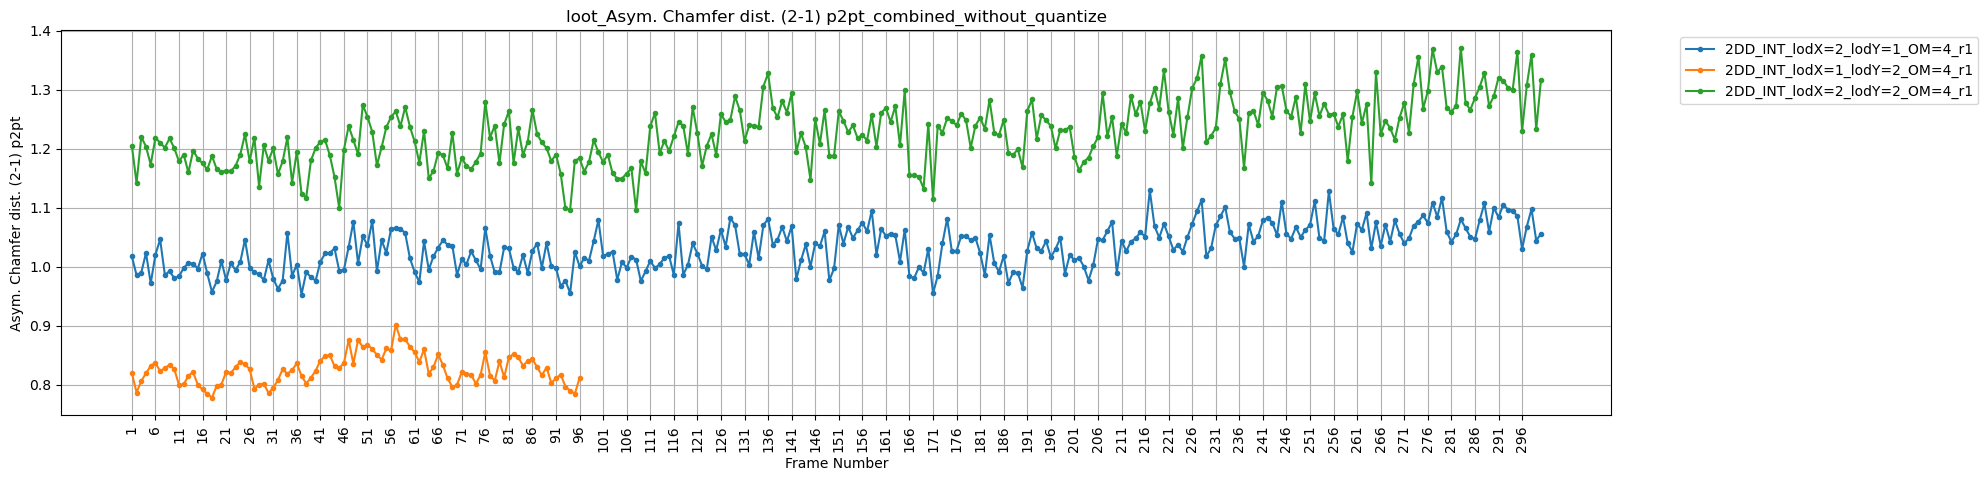 loot_Asym. Chamfer dist. (2-1) p2pt_combined_without_quantize
2DD_INT_lodX=2_lodY=1_OM=4_r1
2DD_INT_lodX=1_lodY=2_OM=4_r1
2DD_INT_lodX=2_lodY=2_OM=4_r1
Asym. Chamfer dist. (2-1) p2pt
1.4
1.3
1.2
1.1
1.0
0.9
0.8
1 6 11 16 21 26 31 36 41 46 51 56 61 66 71 76 81 86 91 96 101 106 111 116 121 126 131 136 141 146 151 156 161 166 171 176 181 186 191 196 201 206 211 216 221 226 231 236 241 246 251 256 261 266 271 276 281 286 291 296
Frame Number